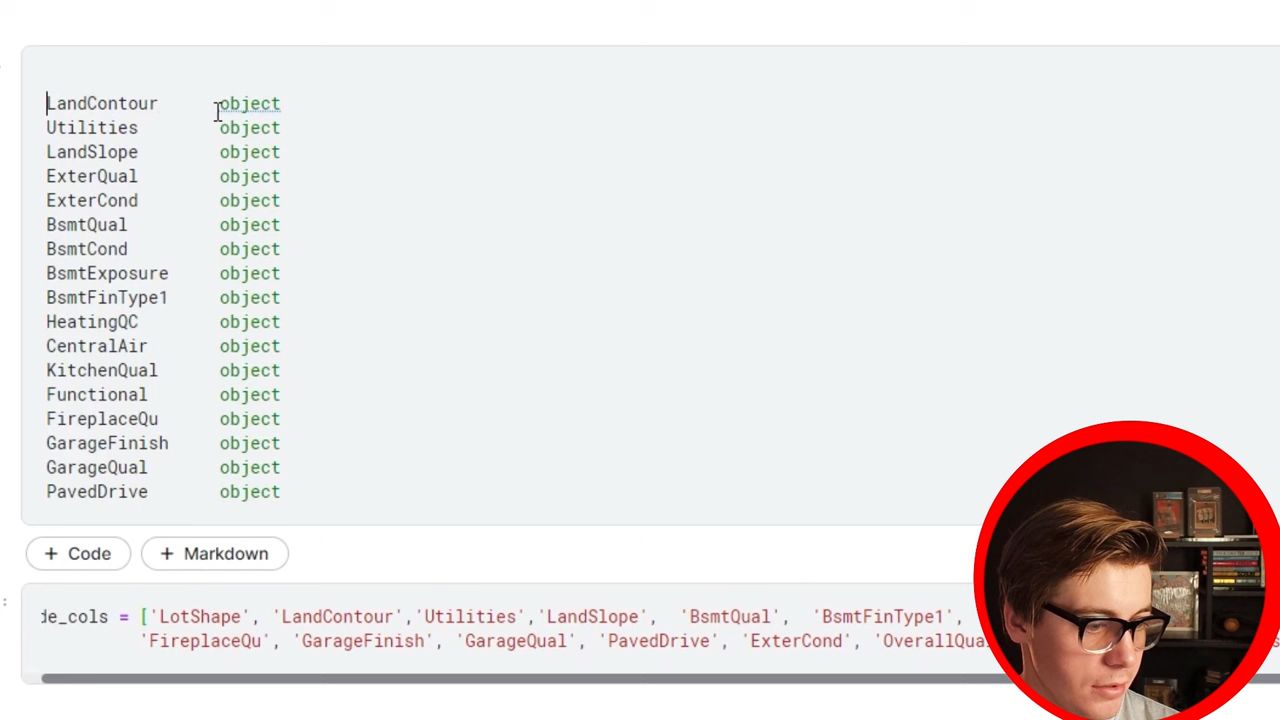 LandContour object
Utilities object
LandSlope object
ExterQual object
ExterCond object
BsmtQual object
BsmtCond object
BsmtExposure object
BsmtFinType1 object
HeatingQC object
CentralAir object
KitchenQual object
Functional object
FireplaceQu object
GarageFinish object
GarageQual object
PavedDrive object
+ Code + Markdown
de_cols = ['LotShape', 'LandContour','Utilities','LandSlope', 'BsmtQual', 'BsmtFinType1',
'FireplaceQu', 'GarageFinish', 'GarageQual', 'PavedDrive', 'ExterCond', 'OverallQua